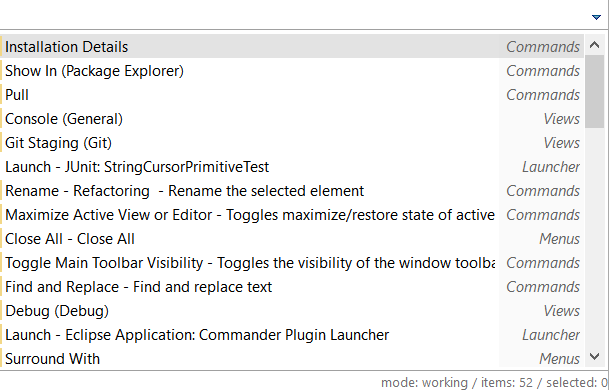 Installation Details Commands
Show In (Package Explorer) Commands
Pull Commands
Console (General) Views
Git Staging (Git) Views
Launch - JUnit: StringCursorPrimitiveTest Launcher
Rename - Refactoring - Rename the selected element Commands
Maximize Active View or Editor - Toggles maximize/restore state of active Commands
Close All - Close All Menus
Toggle Main Toolbar Visibility - Toggles the visibility of the window toolba Commands
Find and Replace - Find and replace text Commands
Debug (Debug) Views
Launch - Eclipse Application: Commander Plugin Launcher Launcher
Surround With Menus
mode: working / items: 52 / selected: 0